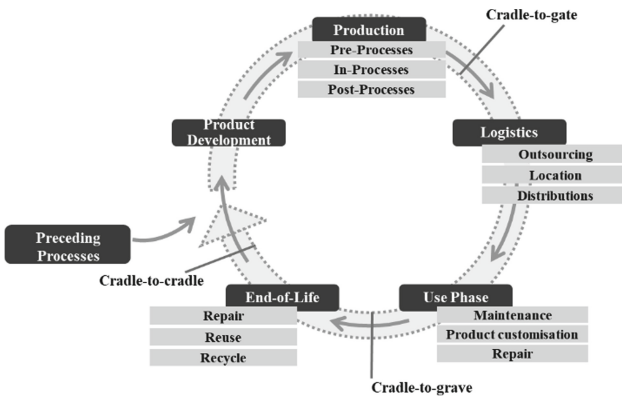 Cradle-to-gate
Production
Pre-Processes
In-Processes
Post-Processes
Product
Development
Logistics
Outsourcing
Location
Distributions
Preceding
Processes
Cradle-to-cradle
End-of-Life
Repair
Reuse
Recycle
Use Phase
Maintenance
Product customisation
Repair
Cradle-to-grave